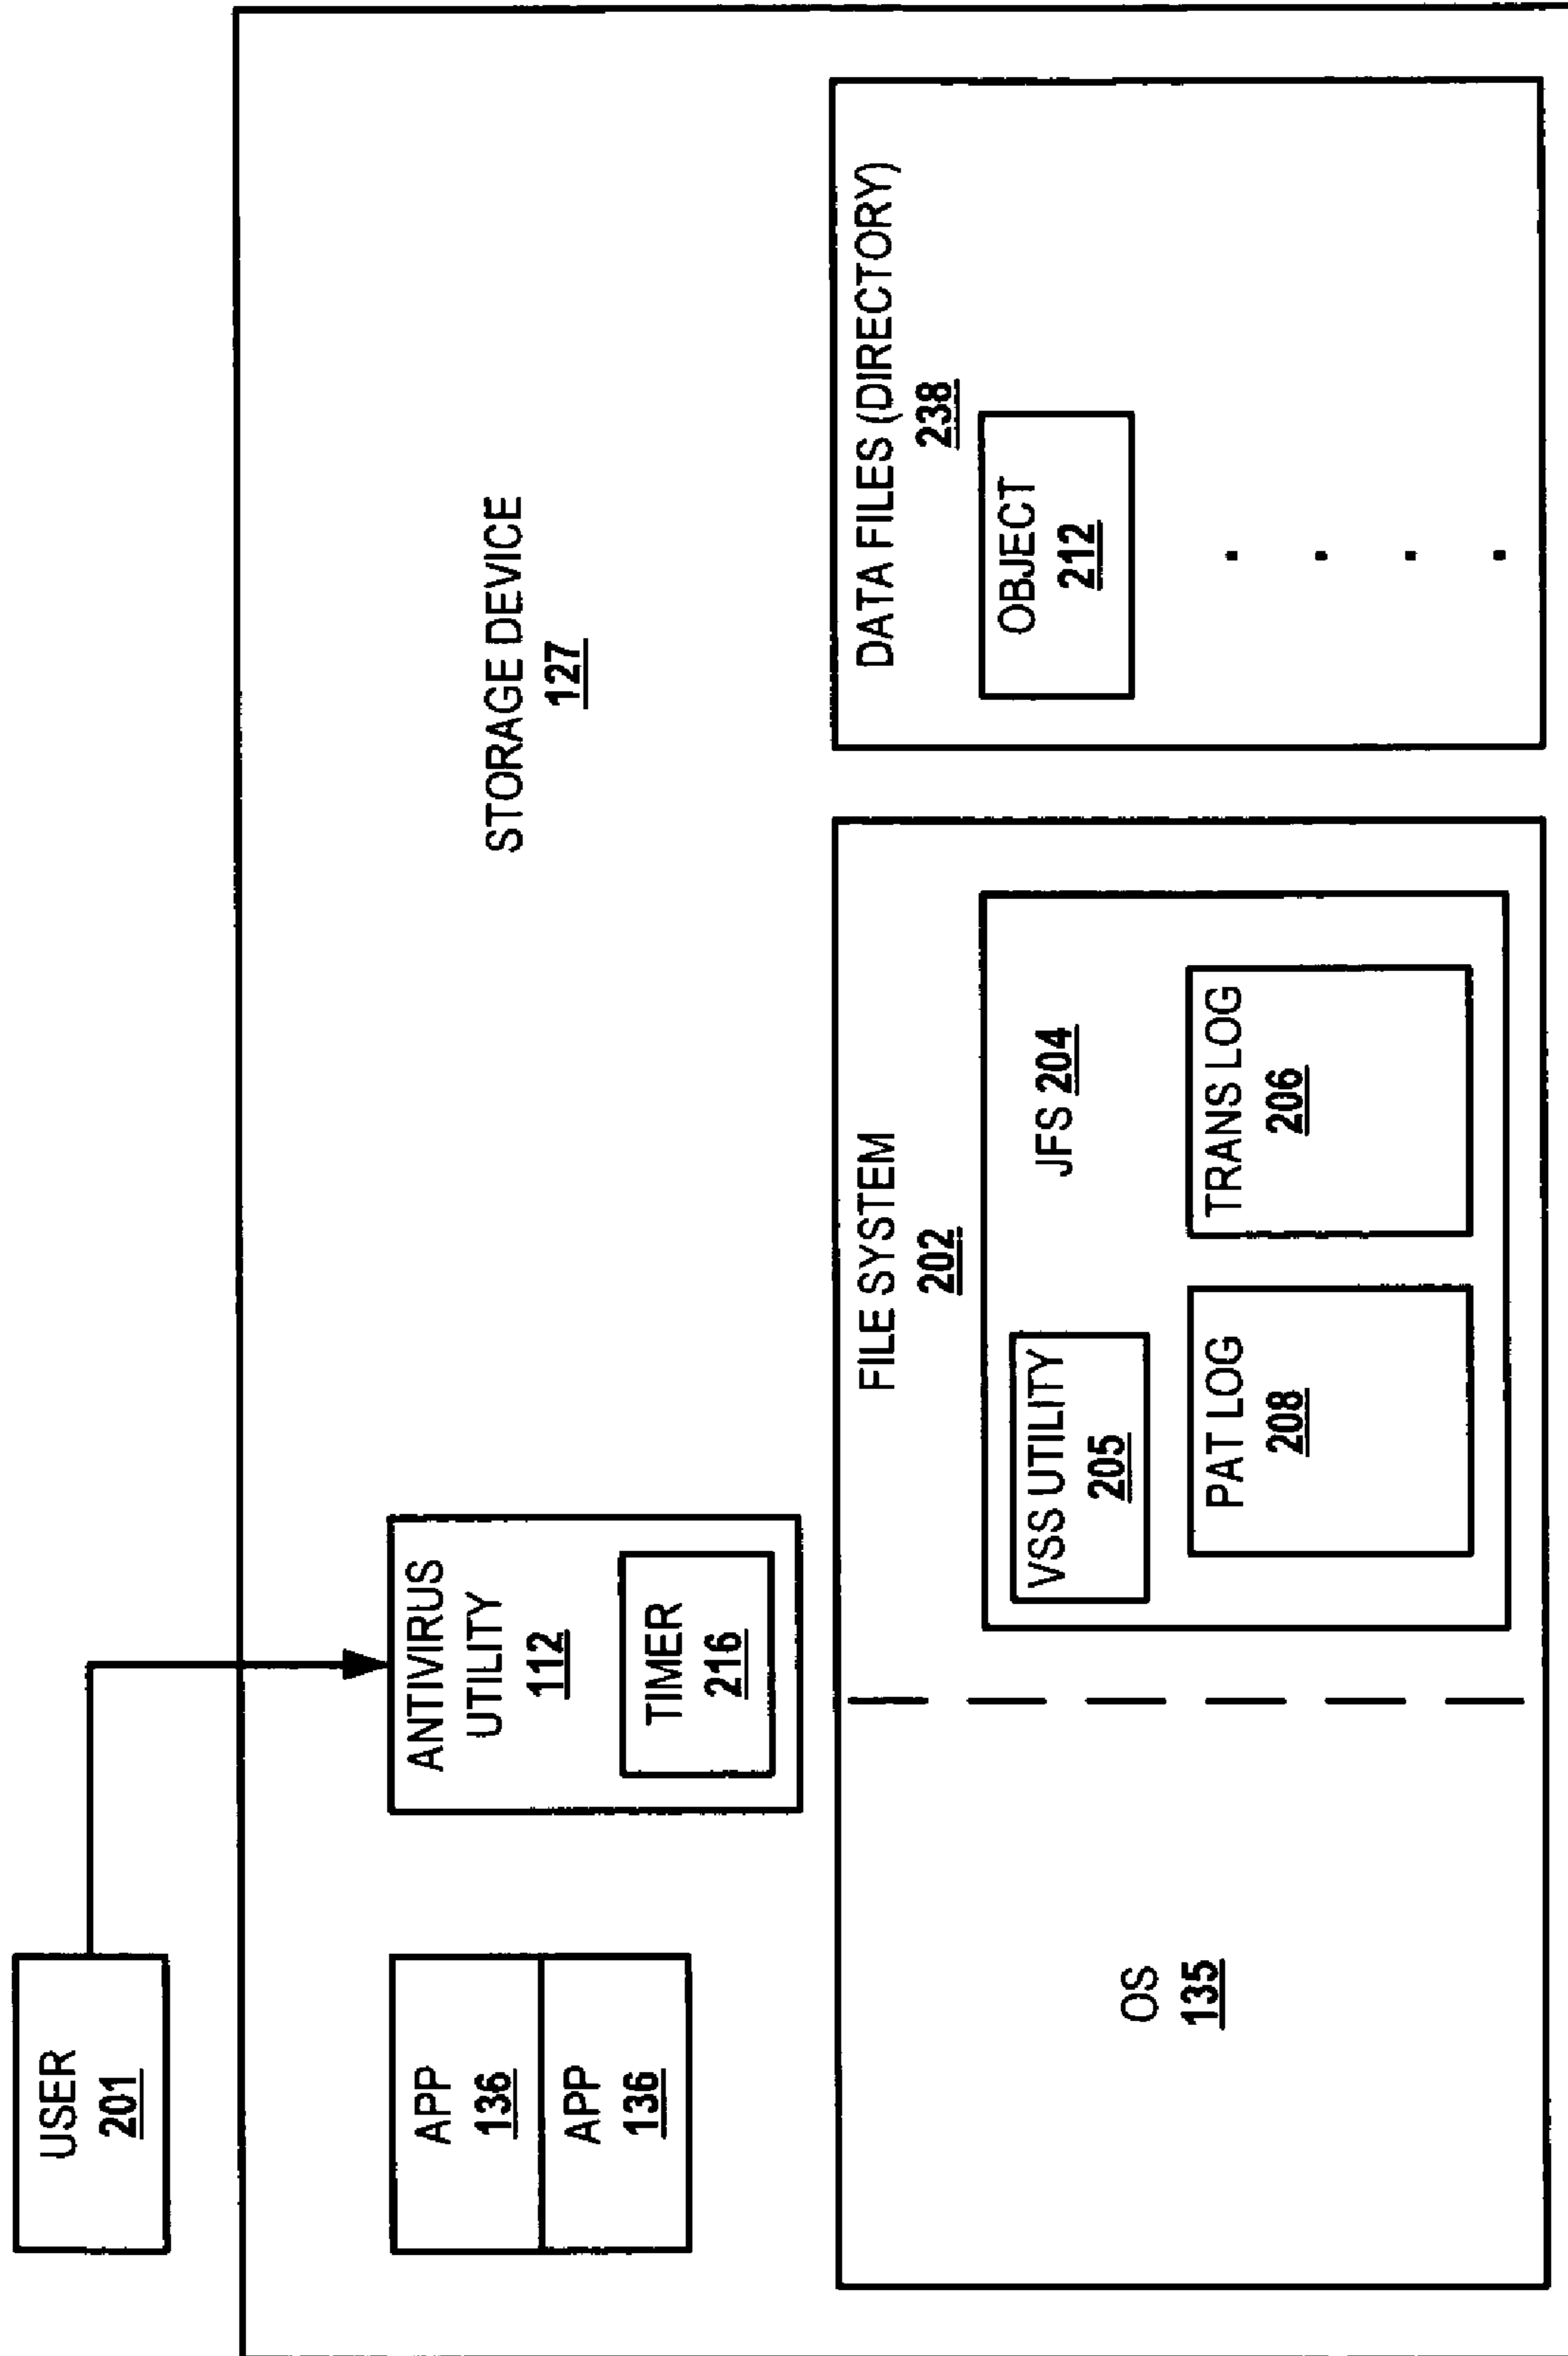 USER
201
STORAGE DEVICE
127
APP
136
APP
136
ANTIVIRUS
UTILITY
112
TIMER
216
OS
135
FILE SYSTEM
202
VSS UTILITY
205
JFS 204
PAT LOG
208
TRANS LOG
206
DATA FILES (DIRECTORY)
238
OBJECT
212